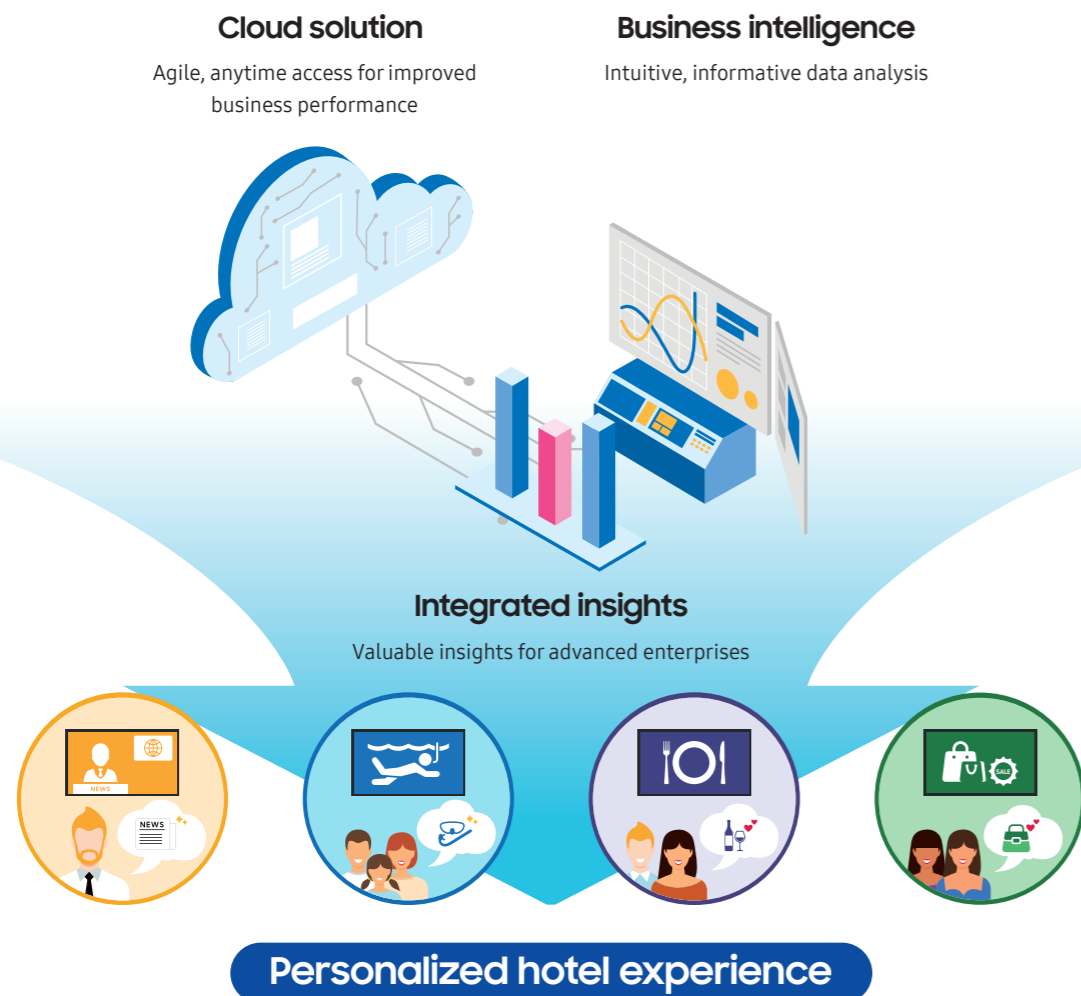 Cloud solution
Agile, anytime access for improved
business performance
Business intelligence
Intuitive, informative data analysis
Integrated insights
Valuable insights for advanced enterprises
NEWS
NEWS
SALE
Personalized hotel experience